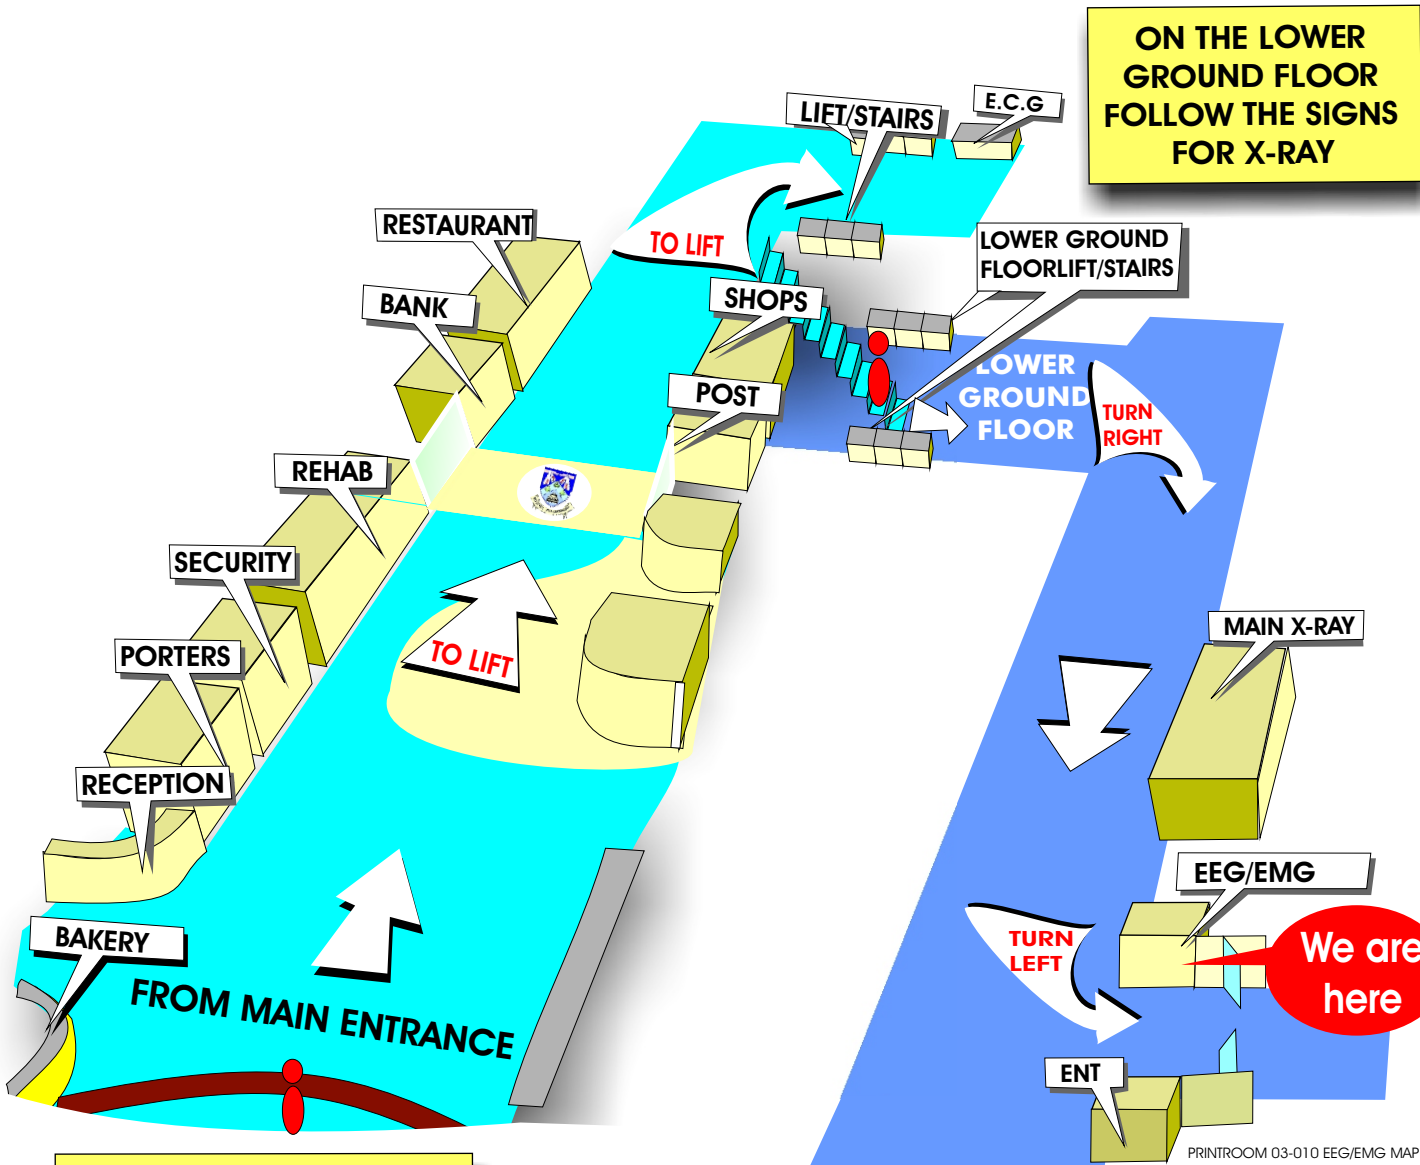 ON THE LOWER
GROUND FLOOR
FOLLOW THE SIGNS
FOR X-RAY
LIFT/STAIRS
E.C.G
RESTAURANT
TO LIFT
LOWER GROUND
FLOORLIFT/STAIRS
BANK
SHOPS
POST
LOWER
GROUND
FLOOR
TURN
RIGHT
REHAB
SECURITY
TO LIFT
PORTERS
MAIN X-RAY
RECEPTION
EEG/EMG
BAKERY
TURN
LEFT
We are
here
FROM MAIN ENTRANCE
ENT
PRINTROOM 03-010 EEG/EMG MAP